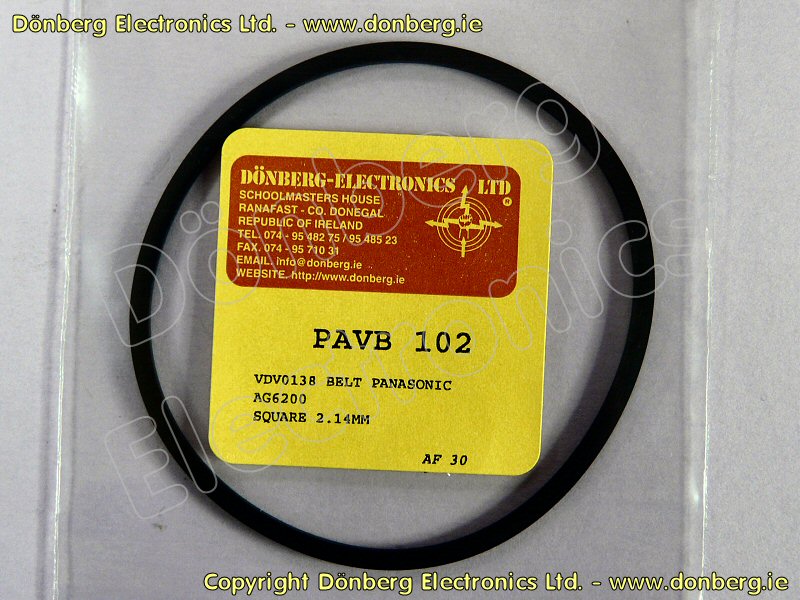 Dönberg Electronics Ltd. - www.donberg.ie
DÖNBERG-ELECTRONICS LTD
®
SCHOOLMASTERS HOUSE
RANAFAST - CO. DONEGAL
REPUBLIC OF IRELAND
TEL. 074 - 95 482 75 / 95 485 23
FAX. 074 - 95 710 31
EMAIL. info@donberg.ie
WEBSITE. http://www.donberg.ie
PAVB 102
VDV0138 BELT PANASONIC
AG6200
SQUARE 2.14MM
AF 30
Dönberg
Electronics
Copyright Dönberg Electronics Ltd. - www.donberg.ie